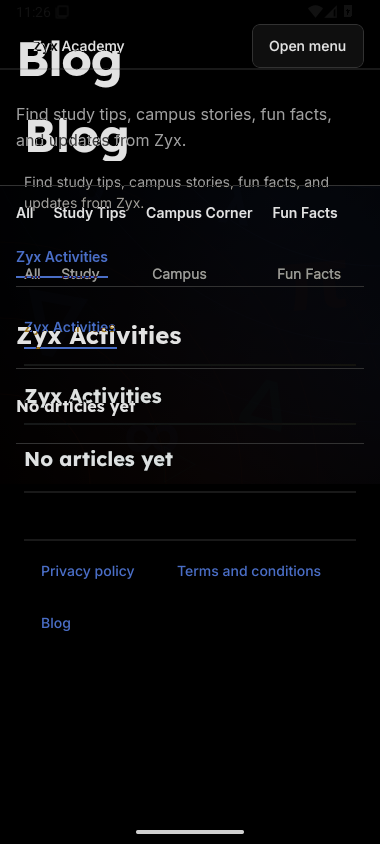 11:26
Zyx Academy
Open menu
Blog
Find study tips, campus stories, fun facts,
and updates from Zyx.
Blog
Find study tips, campus stories, fun facts, and
updates from Zyx.
All Study Tips Campus Corner Fun Facts
Zyx Activities
All Study Campus Fun Facts
Zyx Activities
Zyx Activities
Zyx Activities
No articles yet
No articles yet
Privacy policy Terms and conditions
Blog